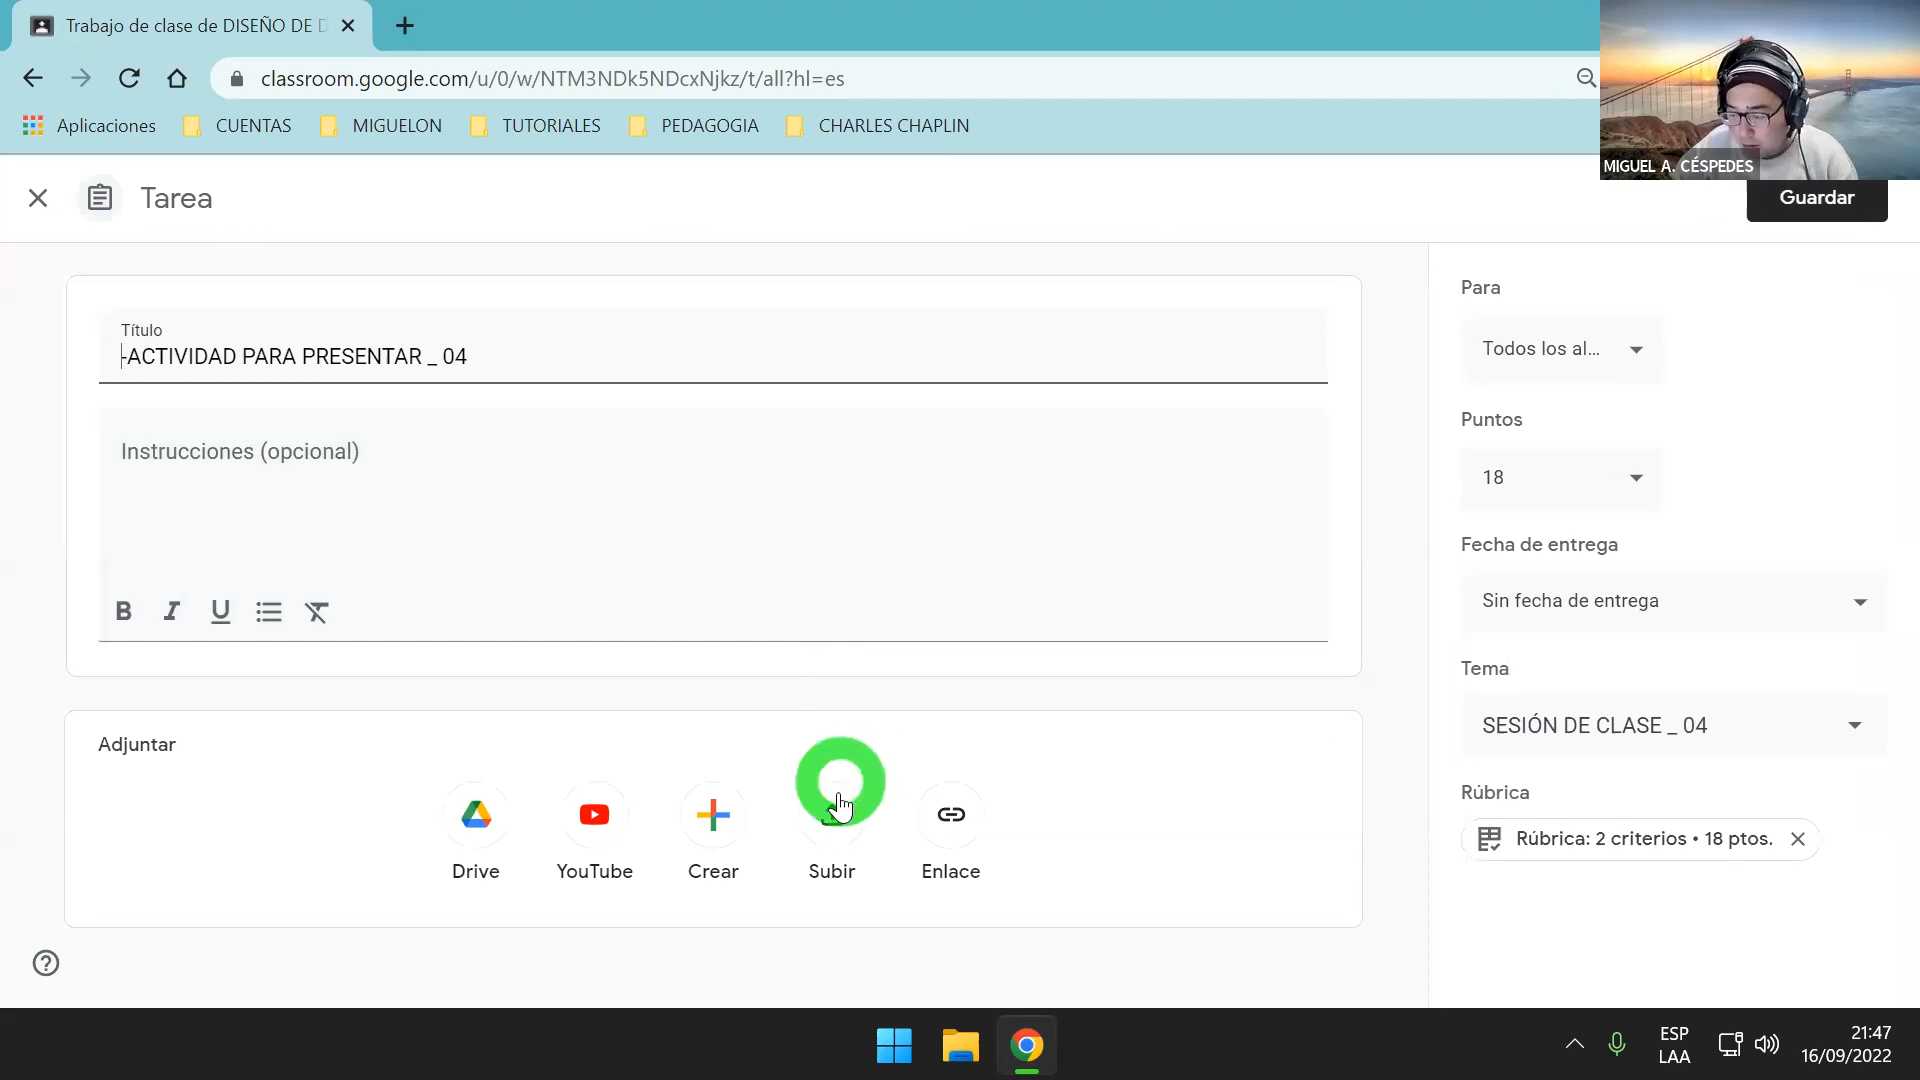 Trabajo de clase de DISEÑO DE D
classroom.google.com/u/0/w/NTM3NDk5NDcxNjkz/t/all?hl=es
Aplicaciones
CUENTAS
MIGUELON
TUTORIALES
PEDAGOGIA
CHARLES CHAPLIN
MIGUEL A. CÉSPEDES
Tarea
Guardar
Título
-ACTIVIDAD PARA PRESENTAR _ 04
Instrucciones (opcional)
B I U
Adjuntar
Drive
YouTube
Crear
Subir
Enlace
Para
Todos los al...
Puntos
18
Fecha de entrega
Sin fecha de entrega
Tema
SESIÓN DE CLASE _ 04
Rúbrica
Rúbrica: 2 criterios • 18 ptos.
ESP
LAA
21:47
16/09/2022